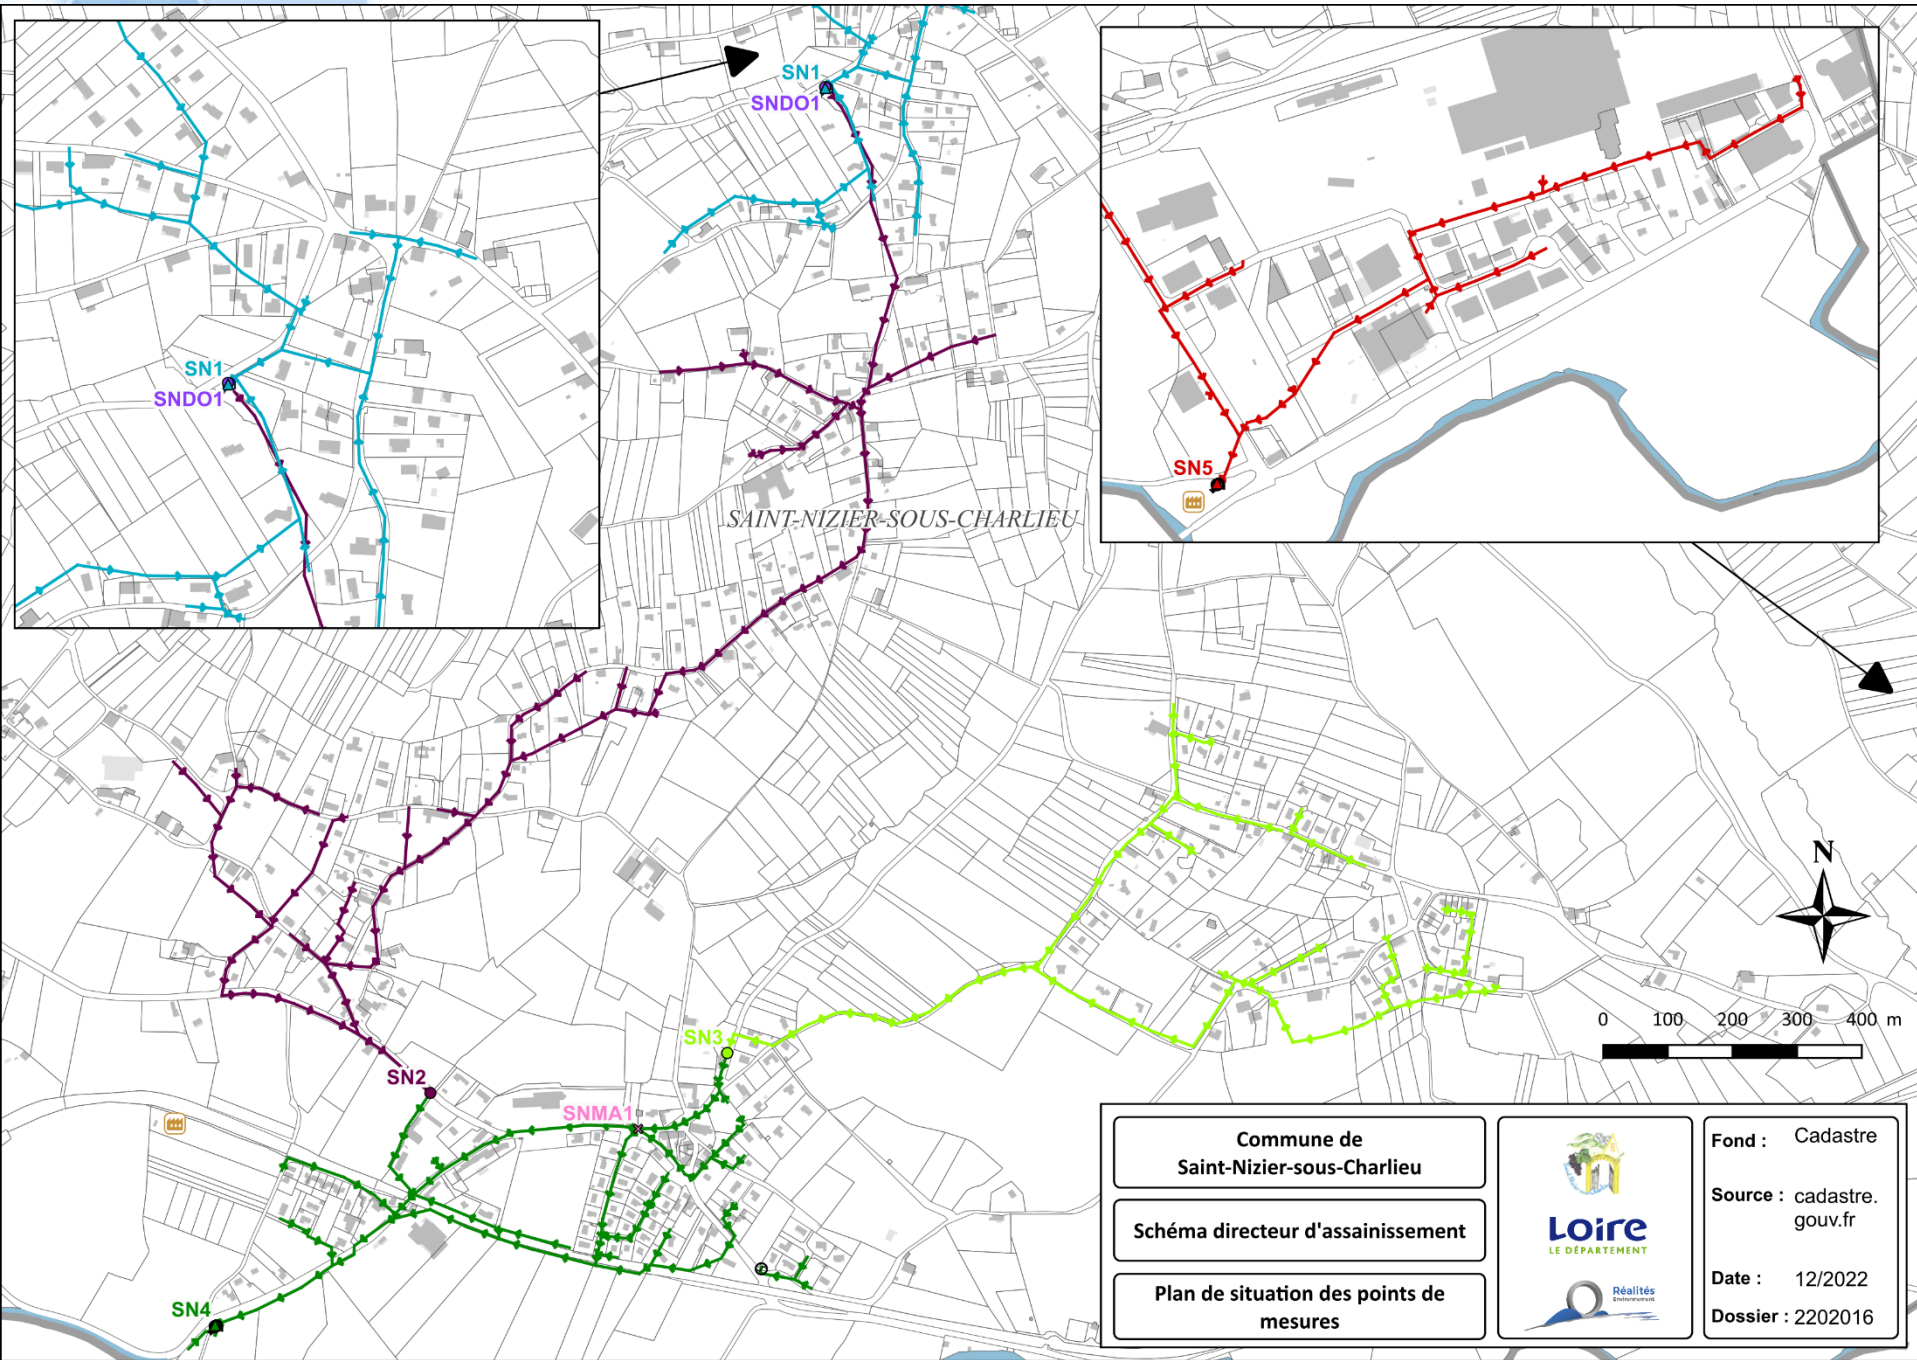 SN1
SNDO1
SN1
SNDO1
SN5
SAINT-NIZIER-SOUS-CHARLIEU
N
0 100 200 300 400 m
SN3
SN2
SNMA1
SN4
Commune de
Saint-Nizier-sous-Charlieu
Schéma directeur d'assainissement
Plan de situation des points de
mesures
Loire
LE DÉPARTEMENT
Réalités
Environnement
Fond : Cadastre
Source : cadastre.
gouv.fr
Date : 12/2022
Dossier : 2202016